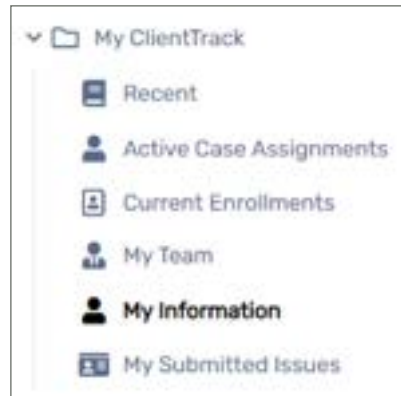 My ClientTrack
Recent
Active Case Assignments
Current Enrollments
My Team
My Information
My Submitted Issues